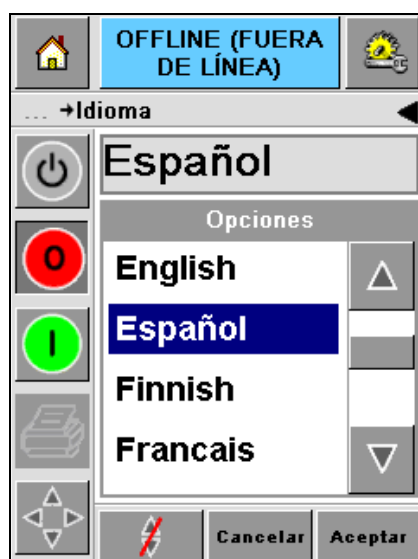 OFFLINE (FUERA
DE LÍNEA)
... →Idioma
Español
Opciones
O
English
Español
I
Finnish
Francais
Cancelar
Aceptar